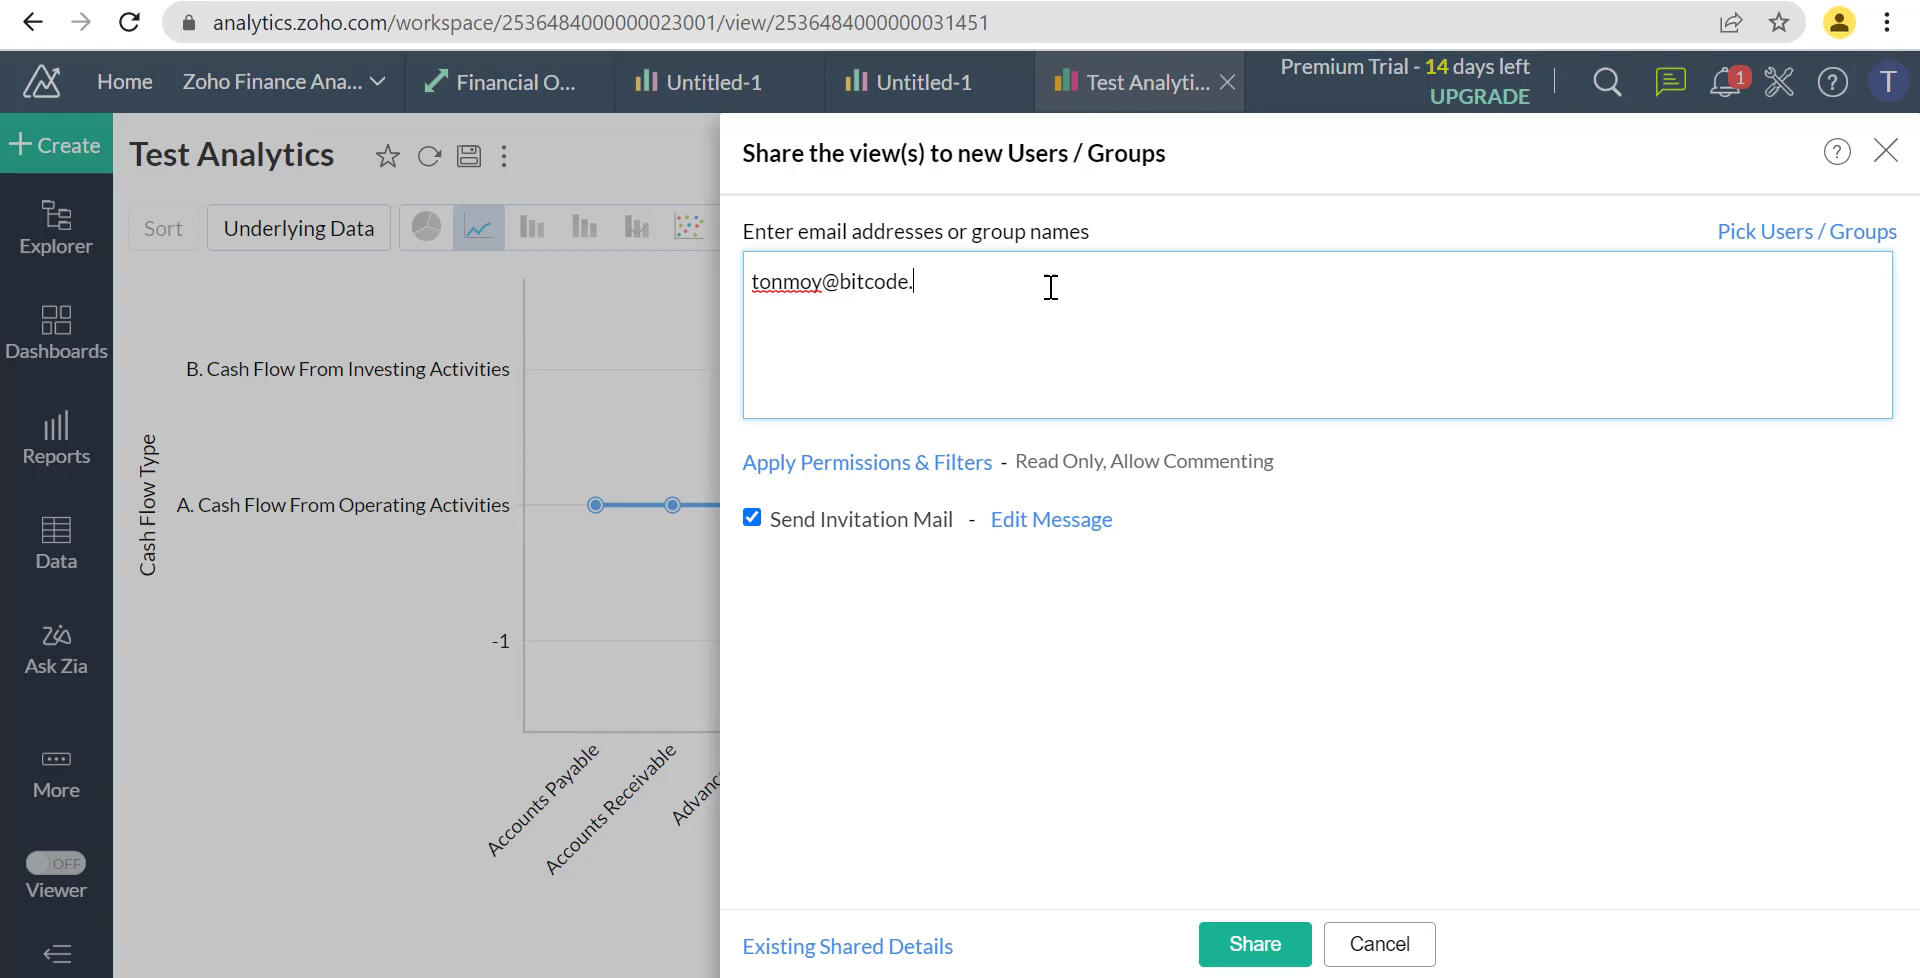 analytics.zoho.com/workspace/2536484000000023001/view/2536484000000031451
Home
Zoho Finance Ana...
Financial O...
Untitled-1
Untitled-1
Test Analyti...
Premium Trial - 14 days left
UPGRADE
1
T
Create
Test Analytics
Share the view(s) to new Users / Groups
Sort
Underlying Data
Enter email addresses or group names
Pick Users / Groups
tonmoy@bitcode.
Explorer
Dashboards
Reports
Data
Ask Zia
More
OFF
Viewer
Cash Flow Type
B. Cash Flow From Investing Activities
A. Cash Flow From Operating Activities
-1
Accounts Payable
Accounts Receivable
Apply Permissions & Filters - Read Only, Allow Commenting
Send Invitation Mail - Edit Message
Existing Shared Details
Share
Cancel